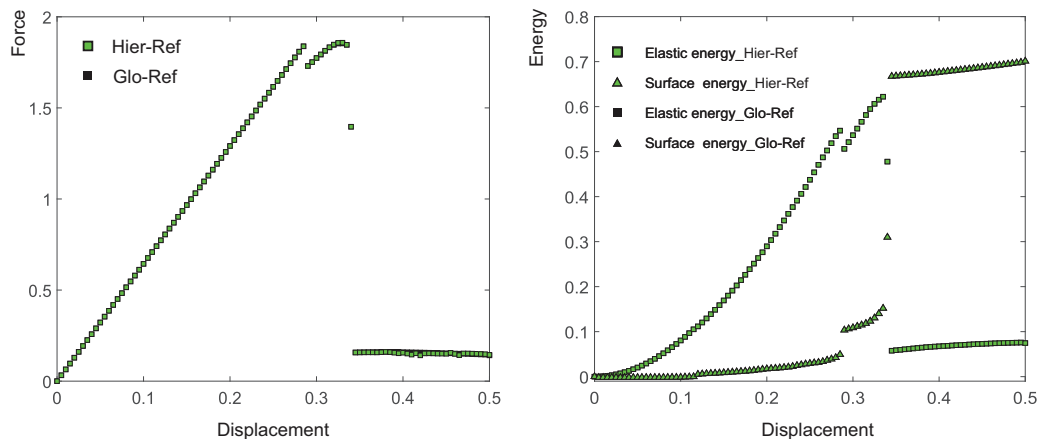 Force
2
1.5
1
0.5
0
Hier-Ref
Glo-Ref
0 0.1 0.2 0.3 0.4 0.5
Displacement
Energy
0.8
0.7
0.6
0.5
0.4
0.3
0.2
0.1
0
Elastic energy_Hier-Ref
Surface energy_Hier-Ref
Elastic energy_Glo-Ref
Surface energy_Glo-Ref
0 0.1 0.2 0.3 0.4 0.5
Displacement